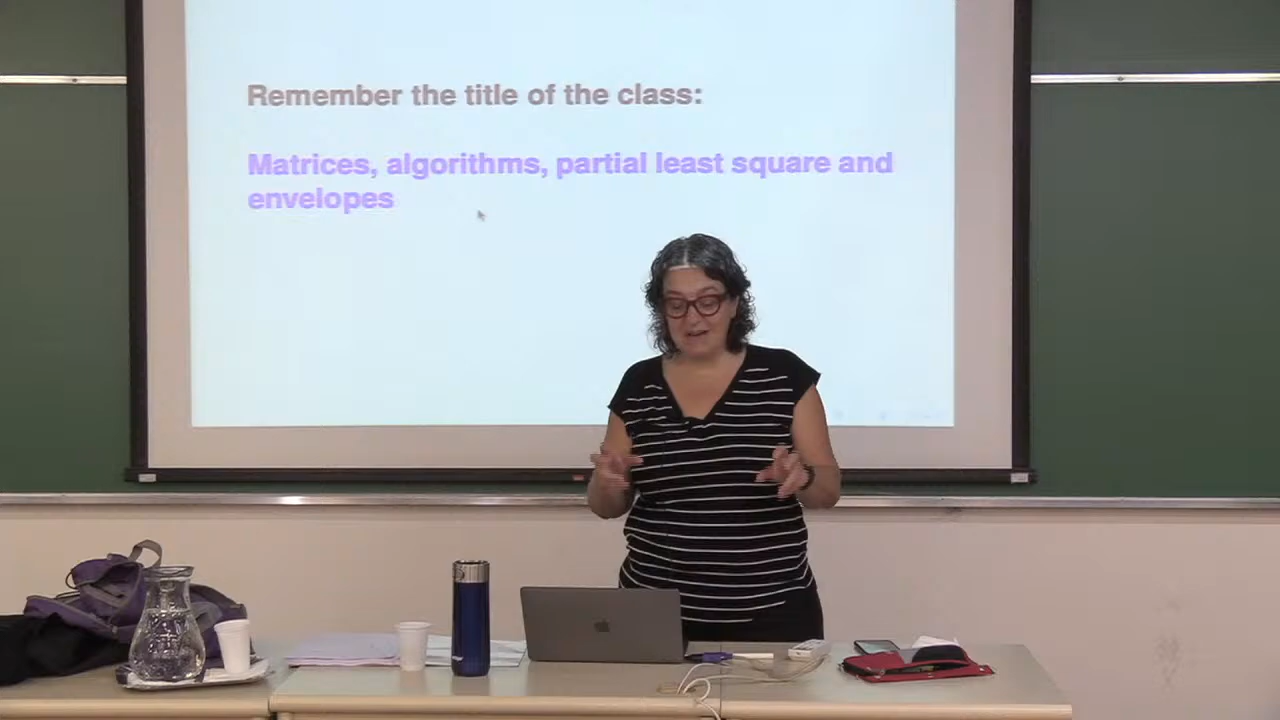 Remember the title of the class:
Matrices, algorithms, partial least square and
envelopes